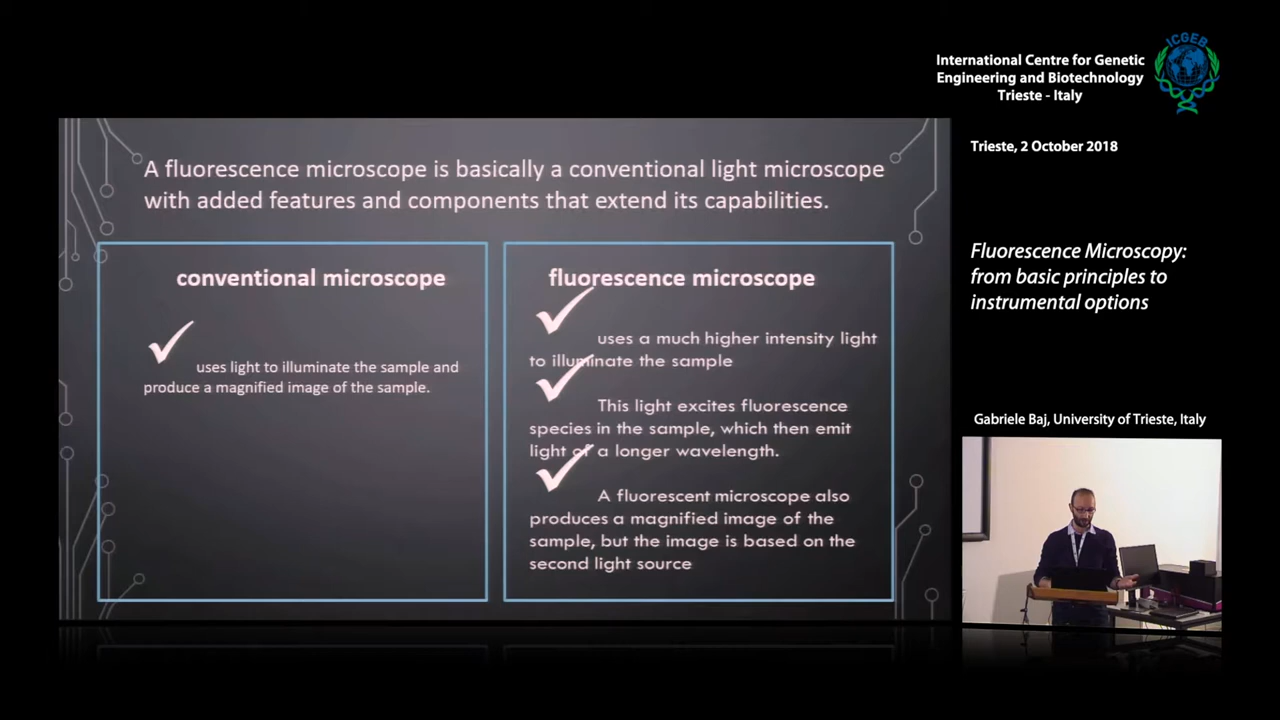 ICGEB
International Centre for Genetic
Engineering and Biotechnology
Trieste - Italy
Trieste, 2 October 2018
A fluorescence microscope is basically a conventional light microscope
with added features and components that extend its capabilities.
conventional microscope
uses light to illuminate the sample and
produce a magnified image of the sample.
fluorescence microscope
uses a much higher intensity light
to illuminate the sample
This light excites fluorescence
species in the sample, which then emit
light of a longer wavelength.
A fluorescent microscope also
produces a magnified image of the
sample, but the image is based on the
second light source
Fluorescence Microscopy:
from basic principles to
instrumental options
Gabriele Baj, University of Trieste, Italy